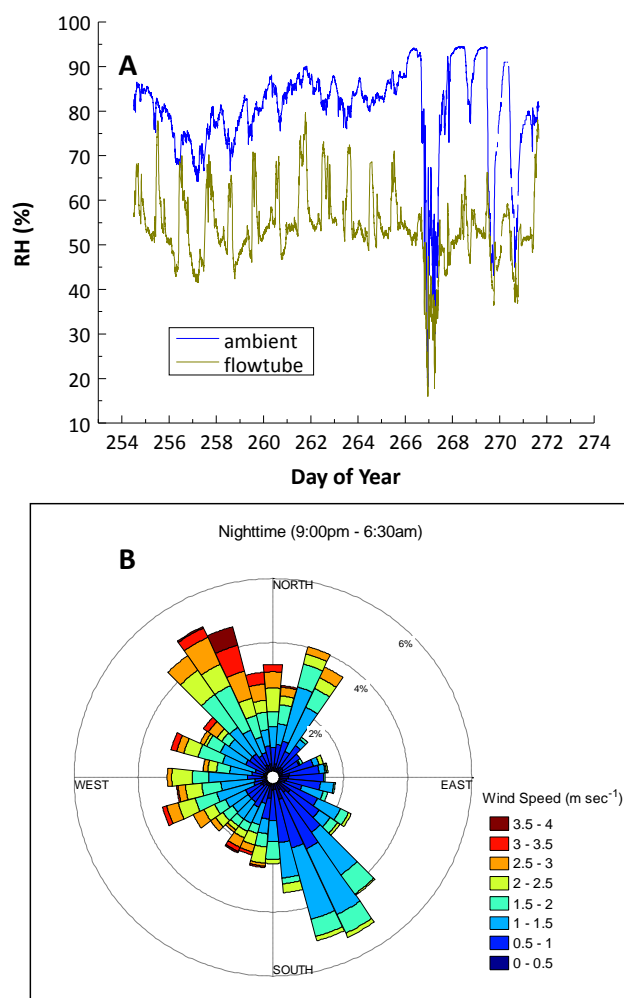 A
100
90
80
70
60
50
40
30
20
10
RH (%)
ambient
flowtube
254 256 258 260 262 264 266 268 270 272 274
Day of Year
Nighttime (9:00pm - 6:30am)
B
NORTH
6%
4%
2%
WEST
EAST
SOUTH
Wind Speed (m sec⁻¹)
3.5 - 4
3 - 3.5
2.5 - 3
2 - 2.5
1.5 - 2
1 - 1.5
0.5 - 1
0 - 0.5